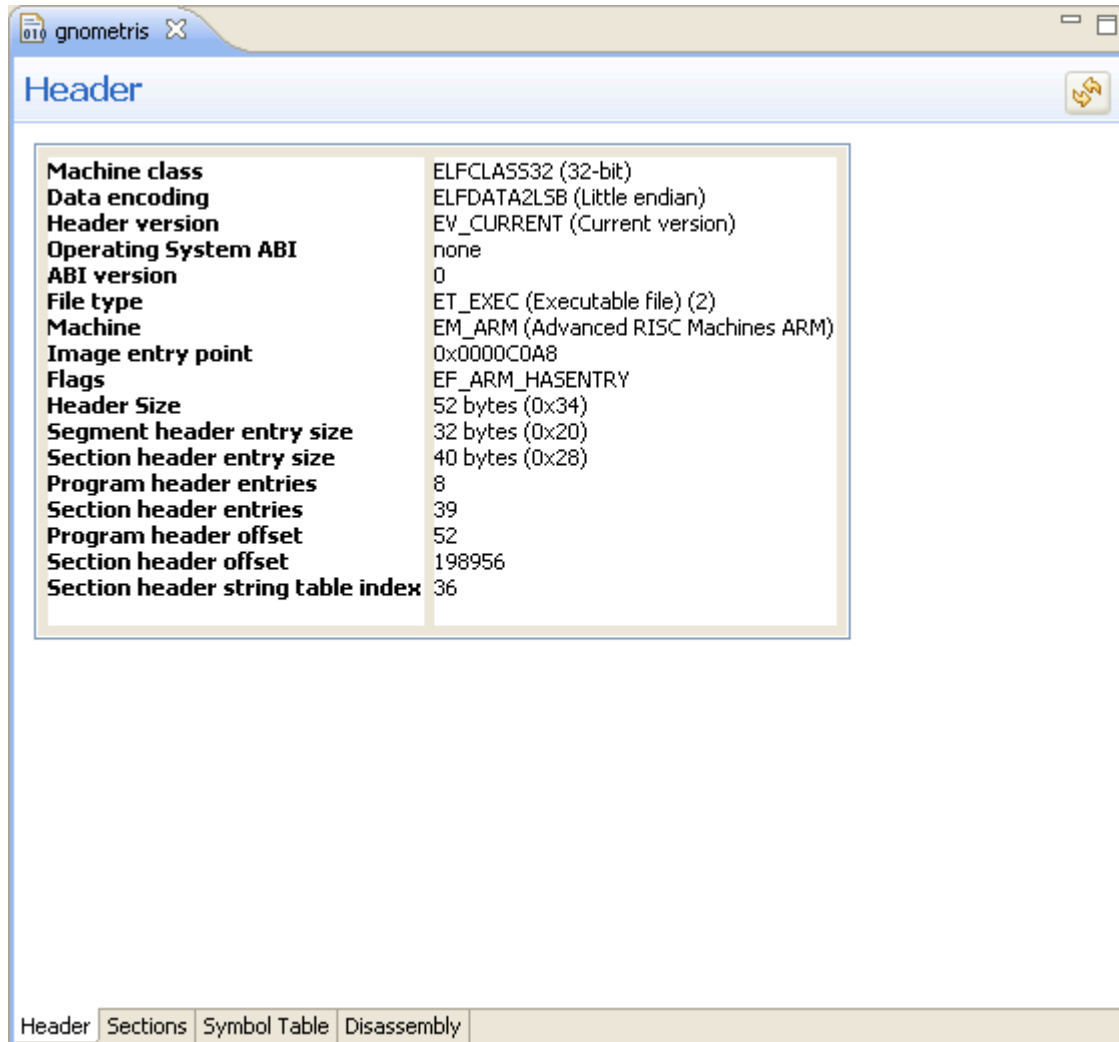 gnometris
Header
Machine class ELFCLASS32 (32-bit)
Data encoding ELFDATA2LSB (Little endian)
Header version EV_CURRENT (Current version)
Operating System ABI none
ABI version 0
File type ET_EXEC (Executable file) (2)
Machine EM_ARM (Advanced RISC Machines ARM)
Image entry point 0x0000C0A8
Flags EF_ARM_HASENTRY
Header Size 52 bytes (0x34)
Segment header entry size 32 bytes (0x20)
Section header entry size 40 bytes (0x28)
Program header entries 8
Section header entries 39
Program header offset 52
Section header offset 198956
Section header string table index 36
Header Sections Symbol Table Disassembly